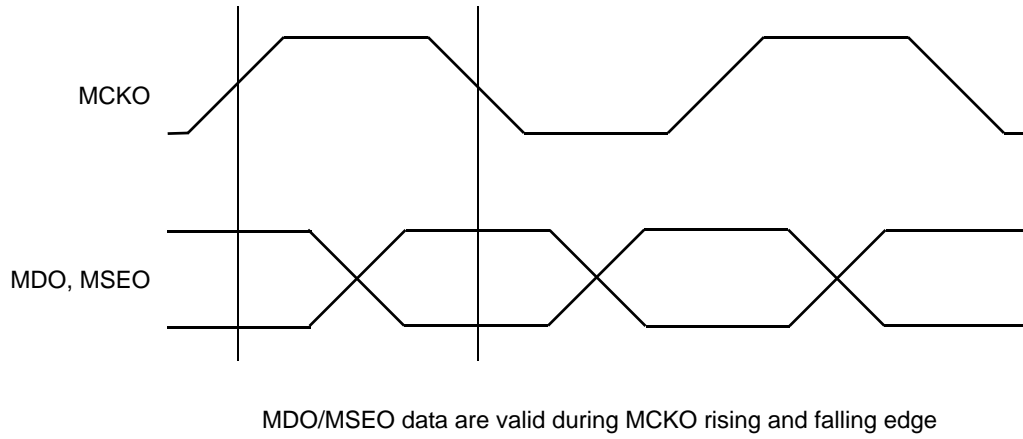 MCKO
MDO, MSEO
MDO/MSEO data are valid during MCKO rising and falling edge